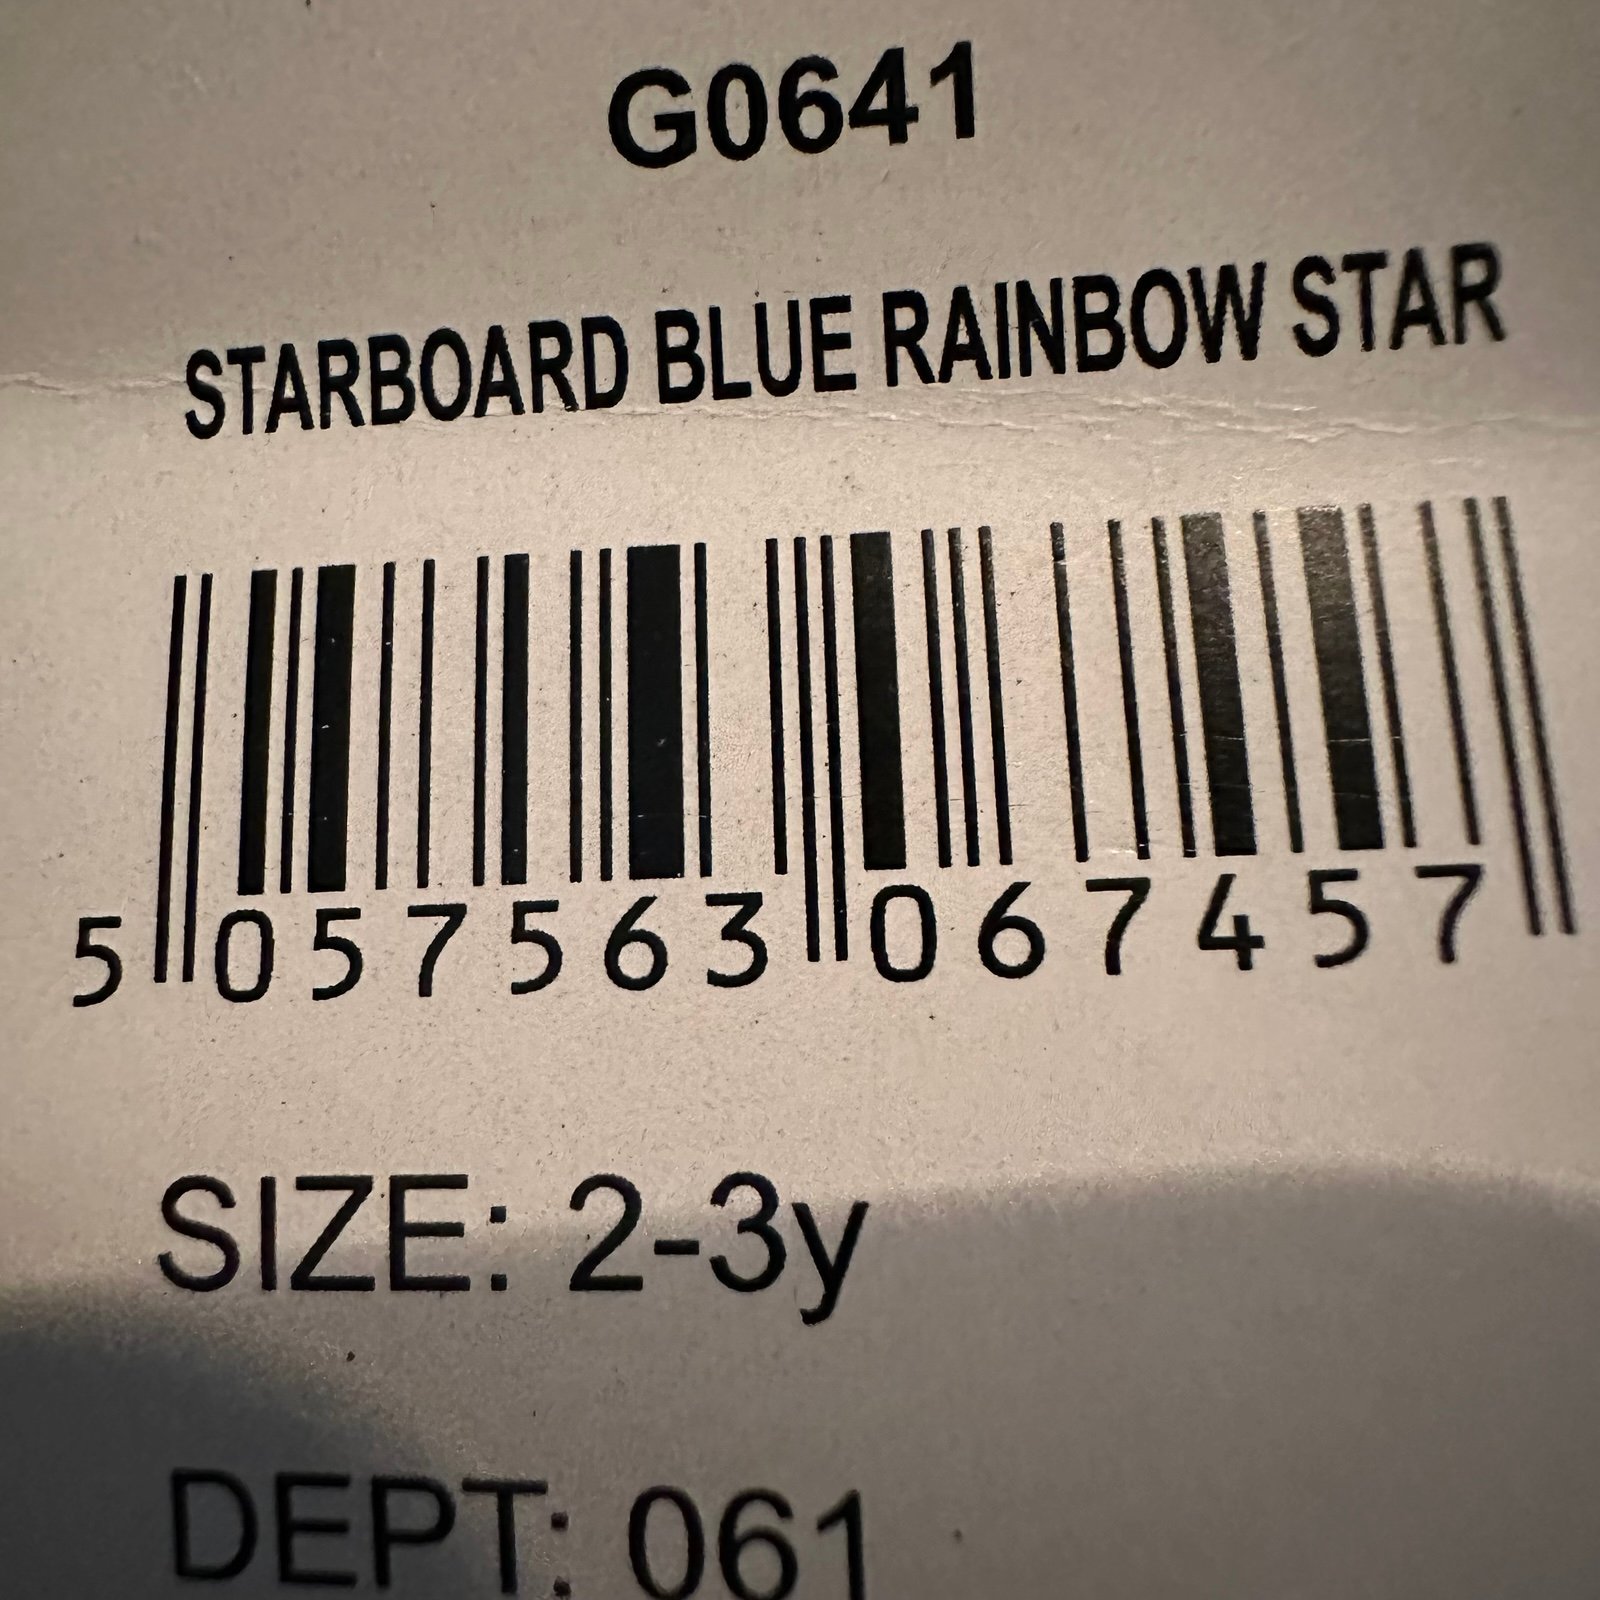 G0641
STARBOARD BLUE RAINBOW STAR
5 057563 067457
SIZE: 2-3y
DEPT: 061